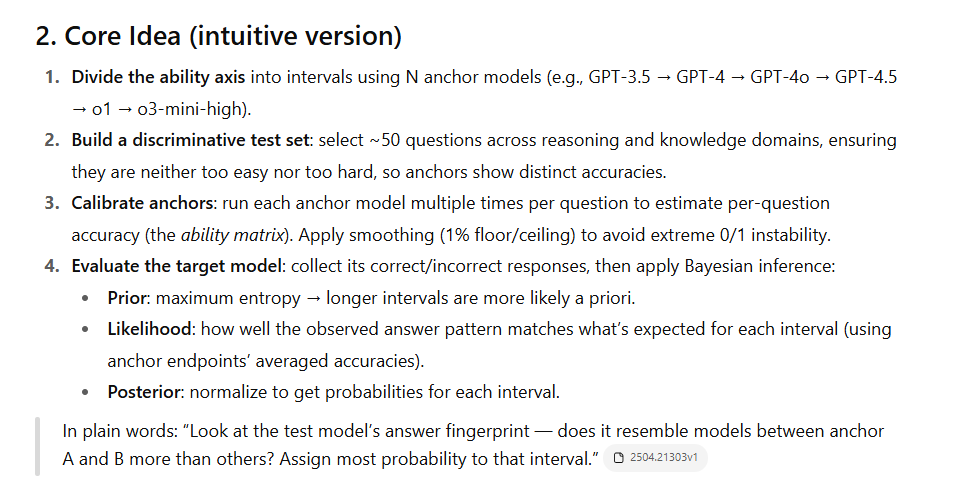 2. Core Idea (intuitive version)
1. Divide the ability axis into intervals using N anchor models (e.g., GPT-3.5 → GPT-4 → GPT-4o → GPT-4.5
→ o1 → o3-mini-high).
2. Build a discriminative test set: select ~50 questions across reasoning and knowledge domains, ensuring
they are neither too easy nor too hard, so anchors show distinct accuracies.
3. Calibrate anchors: run each anchor model multiple times per question to estimate per-question
accuracy (the ability matrix). Apply smoothing (1% floor/ceiling) to avoid extreme 0/1 instability.
4. Evaluate the target model: collect its correct/incorrect responses, then apply Bayesian inference:
• Prior: maximum entropy → longer intervals are more likely a priori.
• Likelihood: how well the observed answer pattern matches what’s expected for each interval (using
anchor endpoints’ averaged accuracies).
• Posterior: normalize to get probabilities for each interval.
In plain words: “Look at the test model’s answer fingerprint — does it resemble models between anchor
A and B more than others? Assign most probability to that interval.” 2504.21303v1